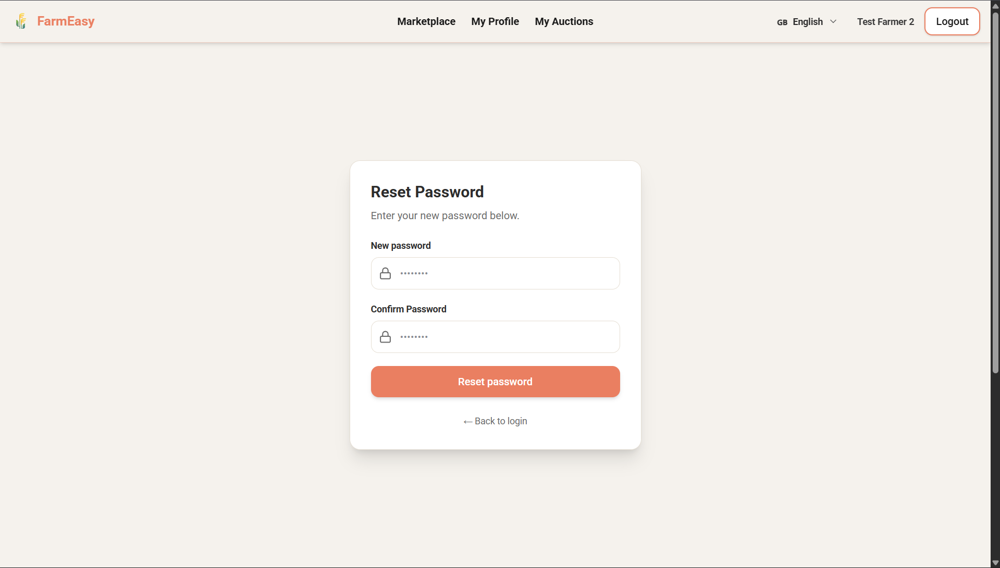 FarmEasy
Marketplace
My Profile
My Auctions
GB English
Test Farmer 2
Logout
Reset Password
Enter your new password below.
New password
••••••••
Confirm Password
••••••••
Reset password
← Back to login